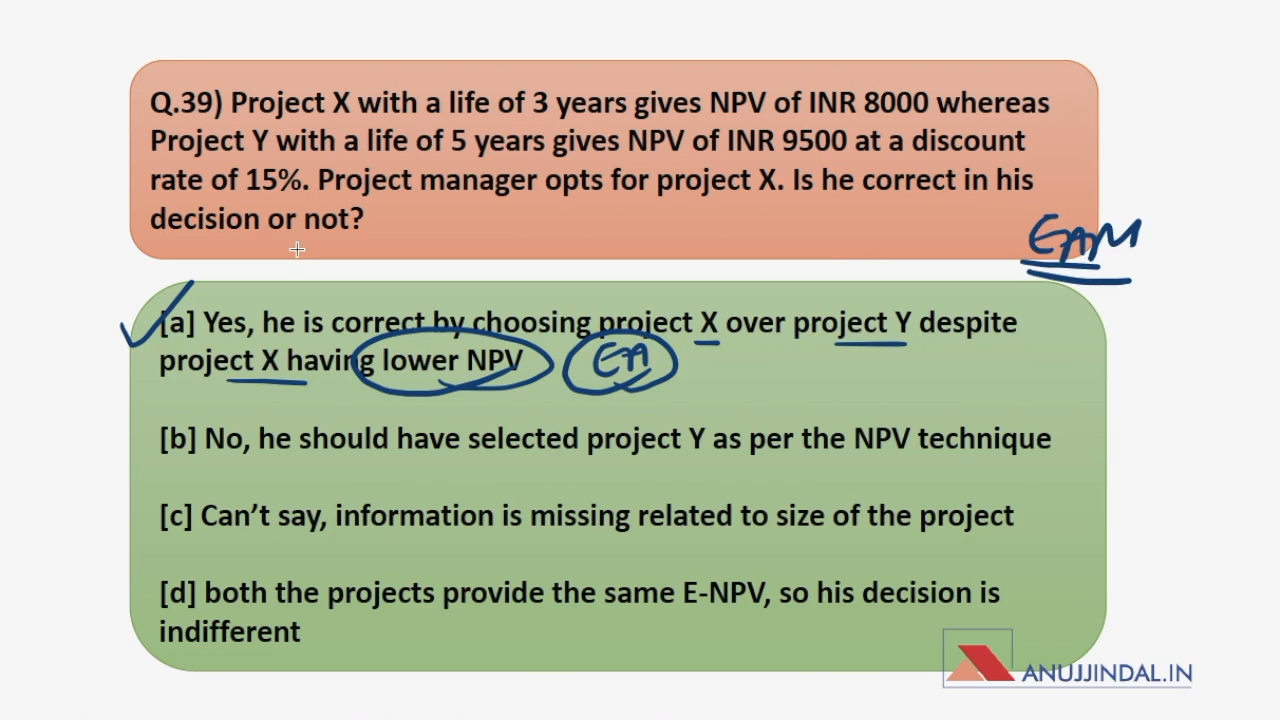 Q.39) Project X with a life of 3 years gives NPV of INR 8000 whereas
Project Y with a life of 5 years gives NPV of INR 9500 at a discount
rate of 15%. Project manager opts for project X. Is he correct in his
decision or not?
EAM
[a] Yes, he is correct by choosing project X over project Y despite
project X having lower NPV EA
[b] No, he should have selected project Y as per the NPV technique
[c] Can’t say, information is missing related to size of the project
[d] both the projects provide the same E-NPV, so his decision is
indifferent
ANUJJINDAL.IN